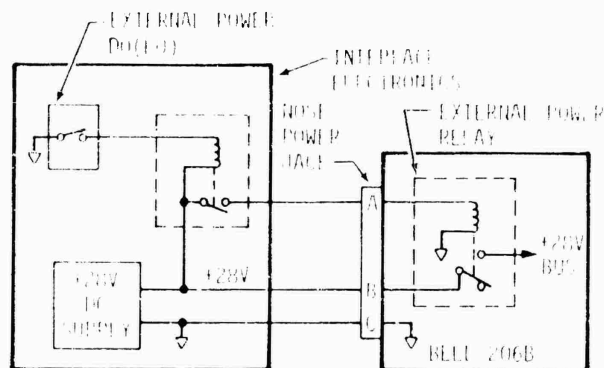 EXTERNAL POWER
INTERFACE
ELECTRONICS
NOSE
POWER
JACK
EXTERNAL POWER
RELAY
A
+28V
BUS
+28V
DC
SUPPLY
+28V
B
C
BELL 206B